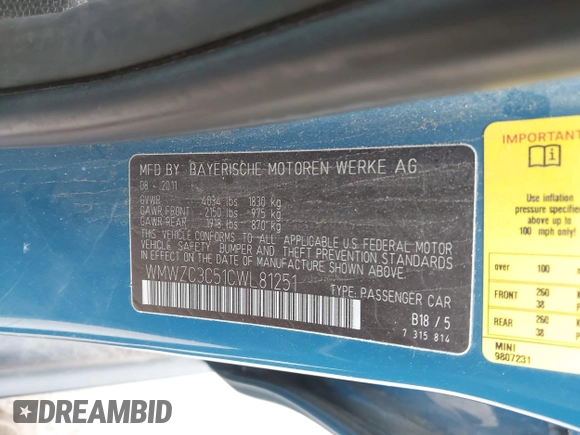 MFD BY BAYERISCHE MOTOREN WERKE AG
08 - 2011
GVWR 4034 lbs 1830 kg
GAWR-FRONT - 2150 lbs 975 kg
GAWR-REAR - 1918 lbs 870 kg
THIS VEHICLE CONFORMS TO ALL APPLICABLE U.S. FEDERAL MOTOR
VEHICLE SAFETY, BUMPER AND THEFT PREVENTION STANDARDS
IN EFFECT ON THE DATE OF MANUFACTURE SHOWN ABOVE.
WMWZC3C51CWL81251
TYPE: PASSENGER CAR
B18 / 5
7 315 814
IMPORTANT
Use inflation
pressure specified
above up to
100 mph only!
over 100
FRONT 260
38
REAR 260
38
MINI
9807231
DREAMBID